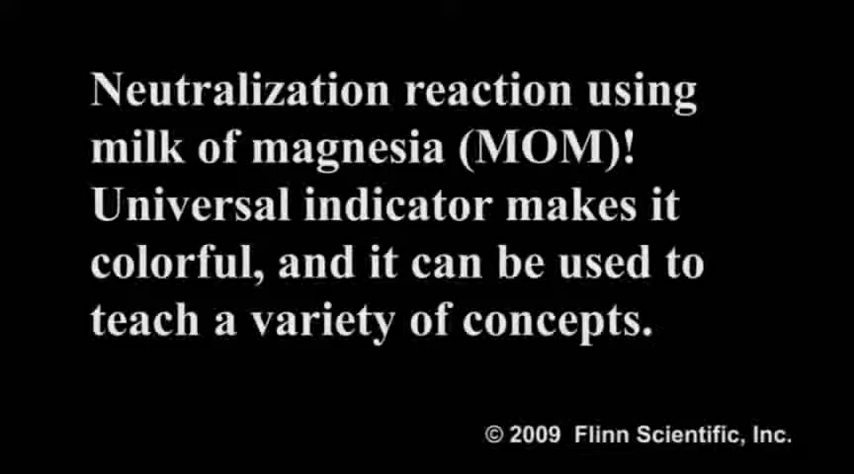 Neutralization reaction using
milk of magnesia (MOM)!
Universal indicator makes it
colorful, and it can be used to
teach a variety of concepts.
© 2009 Flinn Scientific, Inc.